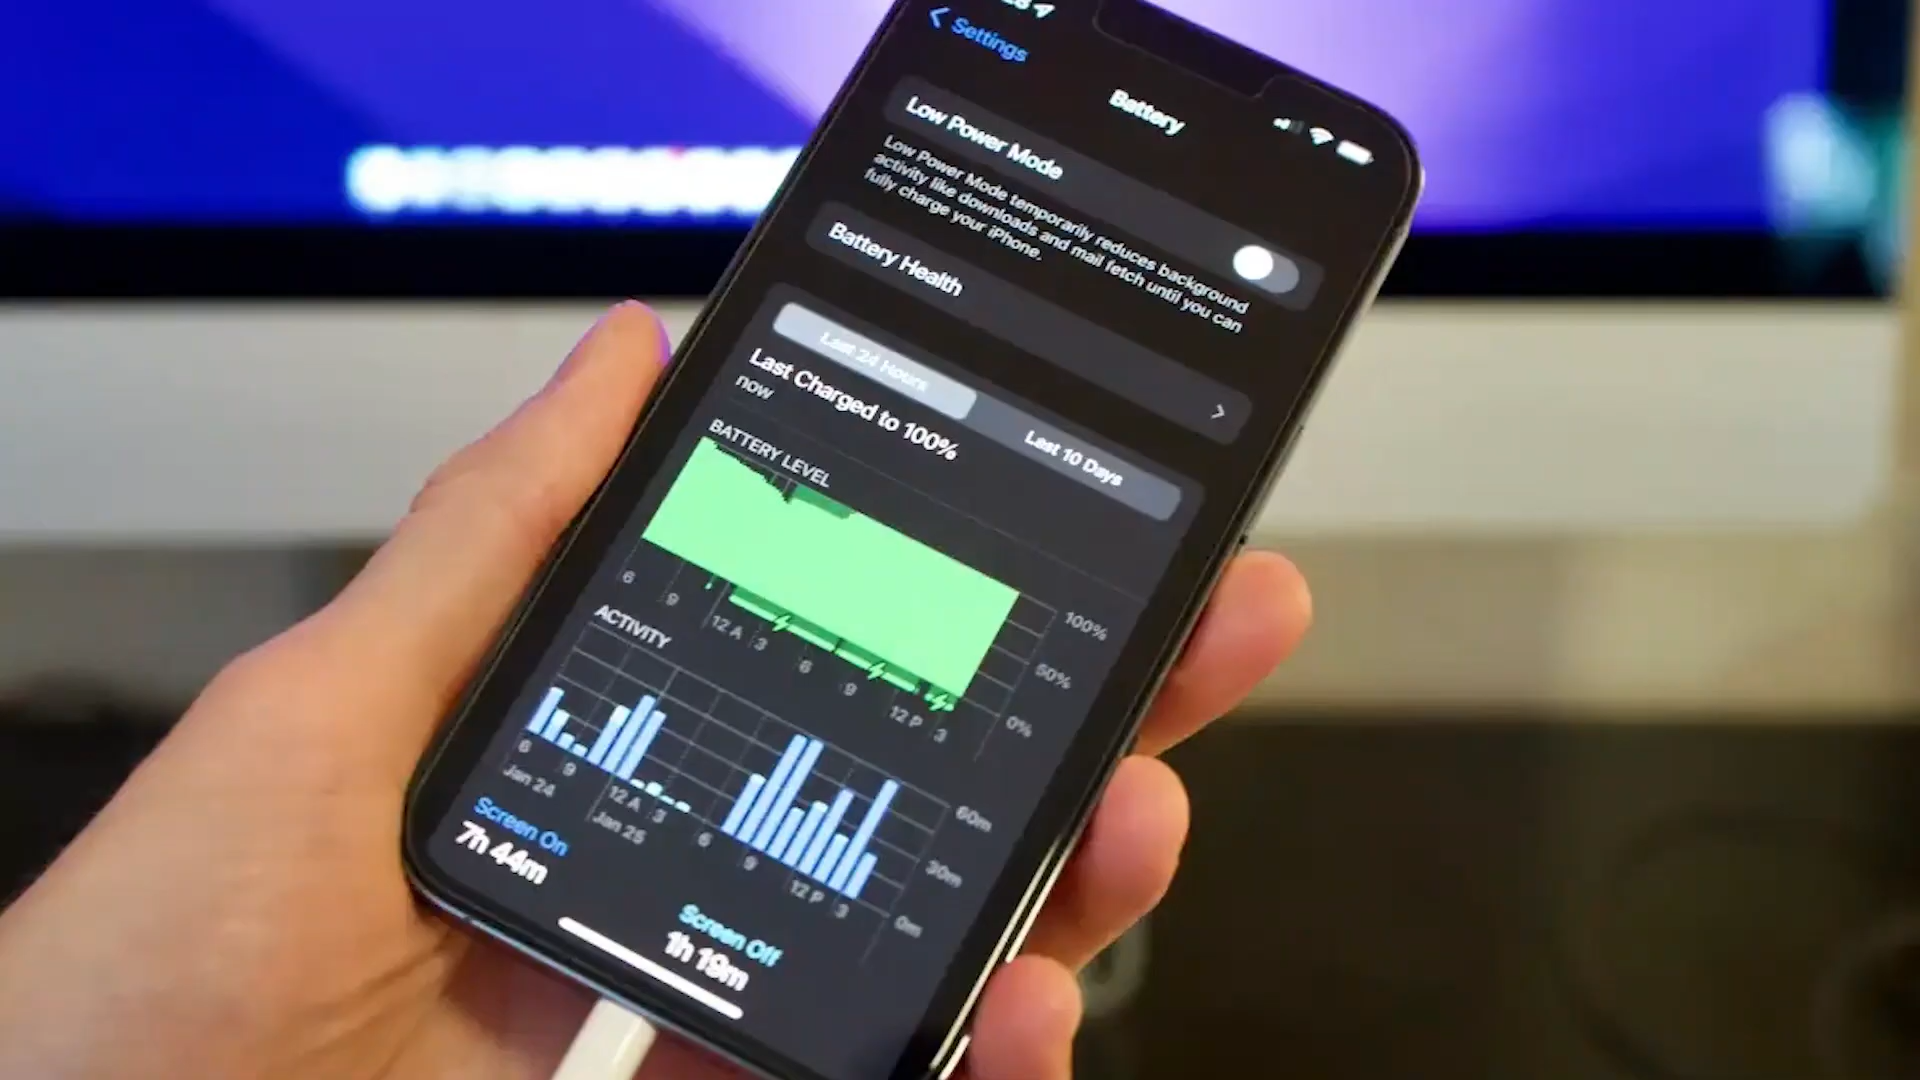 Settings
Battery
Low Power Mode
Low Power Mode temporarily reduces background
activity like downloads and mail fetch until you can
fully charge your iPhone.
Battery Health
Last 24 Hours
Last 10 Days
Last Charged to 100%
now
BATTERY LEVEL
100%
50%
0%
6 9 12 A 3 6 9 12 P 3
ACTIVITY
60m
30m
0m
6 9 12 A 3 6 9 12 P 3
Jan 24 Jan 25
Screen On
7h 44m
Screen Off
1h 19m